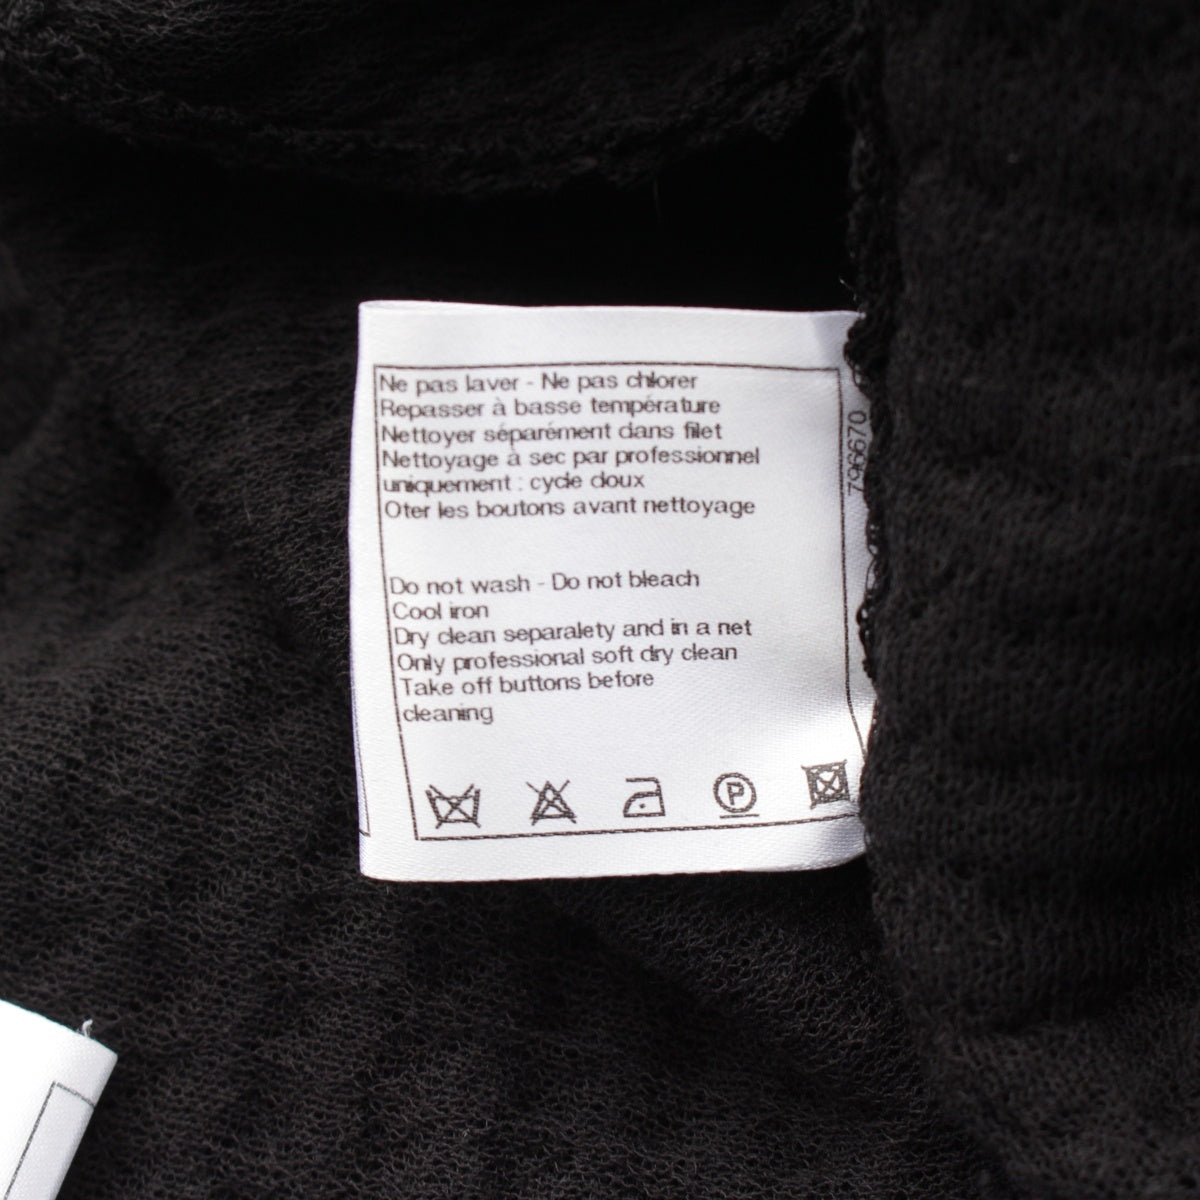 Ne pas laver - Ne pas chlorer
Repasser à basse température
Nettoyer séparément dans filet
Nettoyage à sec par professionnel
uniquement : cycle doux
Oter les boutons avant nettoyage
Do not wash - Do not bleach
Cool iron
Dry clean separalety and in a net
Only professional soft dry clean
Take off buttons before
cleaning
P
796670